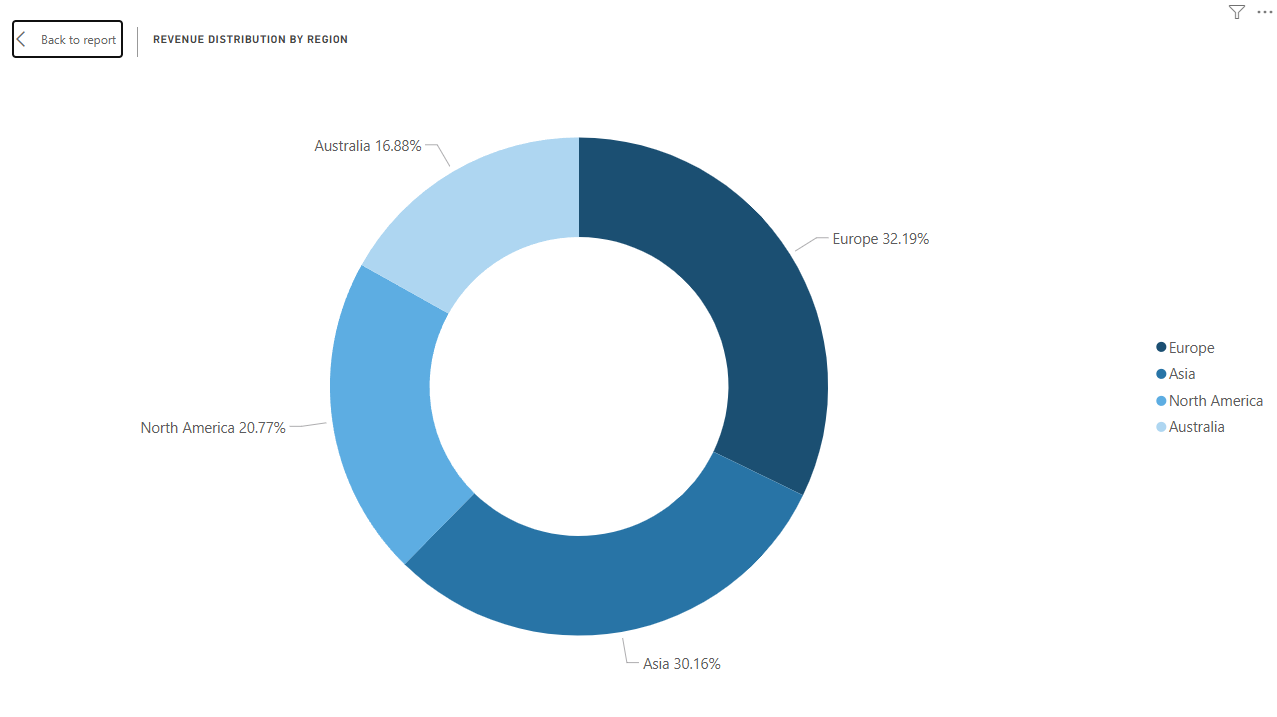 Back to report
REVENUE DISTRIBUTION BY REGION
Australia 16.88%
Europe 32.19%
North America 20.77%
Asia 30.16%
Europe
Asia
North America
Australia